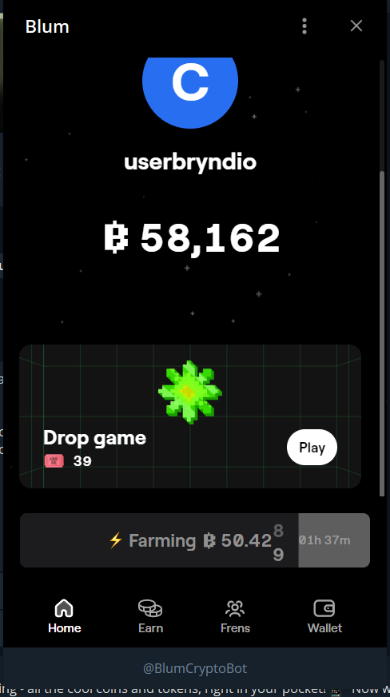 Blum
C
userbryndio
58,162
Drop game
39
Play
Farming 50.42
8
9
01h 37m
Home Earn Frens Wallet
@BlumCryptoBot
ing - all the cool coins and tokens, right in your pocket!